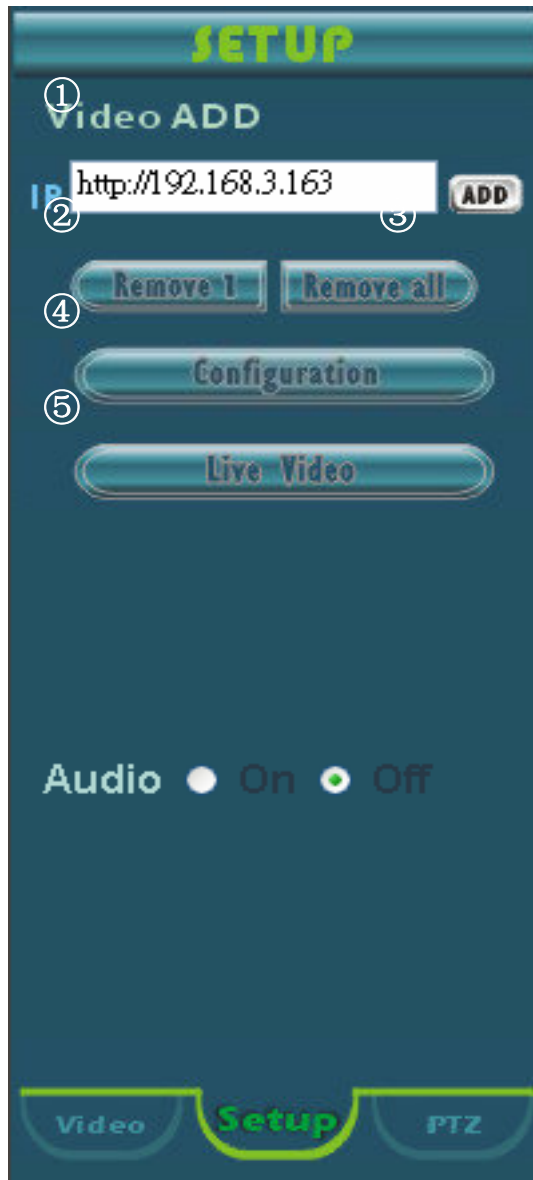 SETUP
①
Video ADD
IP http://192.168.3.163 ADD
② ③
Remove 1 Remove all
④
Configuration
⑤
Live Video
Audio On Off
Video Setup PTZ